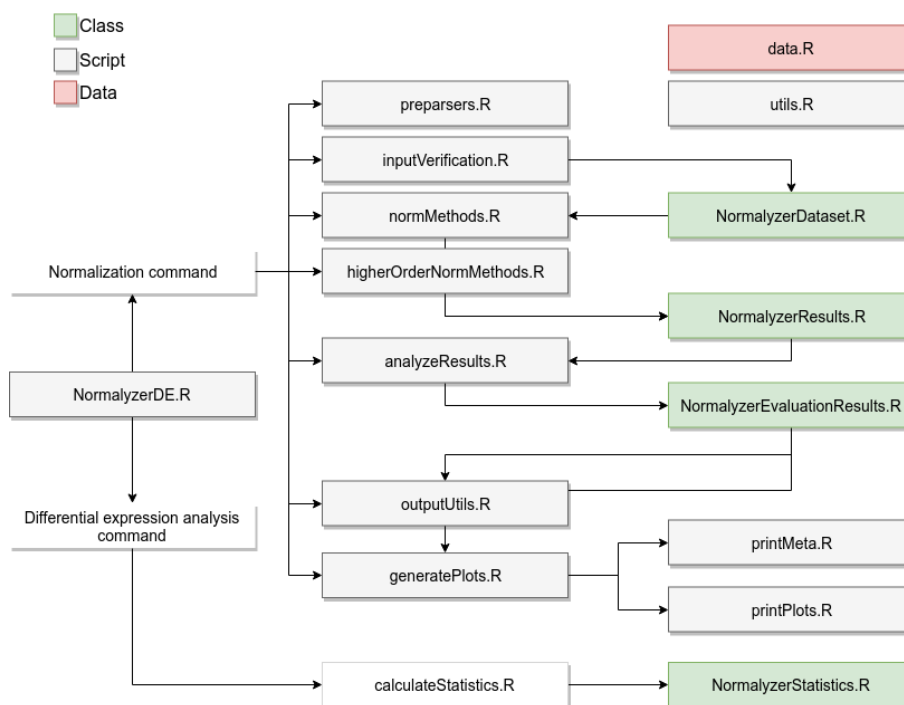 Class
Script
Data
data.R
utils.R
preparsers.R
inputVerification.R
normMethods.R
NormalyzerDataset.R
Normalization command
higherOrderNormMethods.R
NormalyzerResults.R
analyzeResults.R
NormalyzerDE.R
NormalyzerEvaluationResults.R
Differential expression analysis
command
outputUtils.R
printMeta.R
generatePlots.R
printPlots.R
calculateStatistics.R
NormalyzerStatistics.R